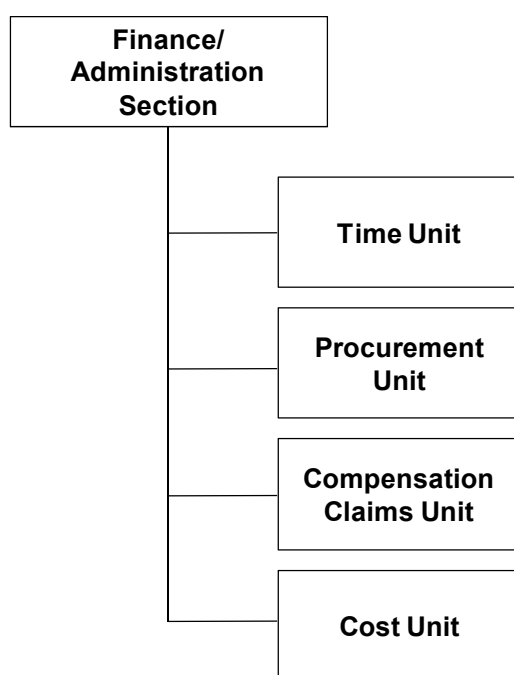 Finance/
Administration
Section
Time Unit
Procurement
Unit
Compensation
Claims Unit
Cost Unit